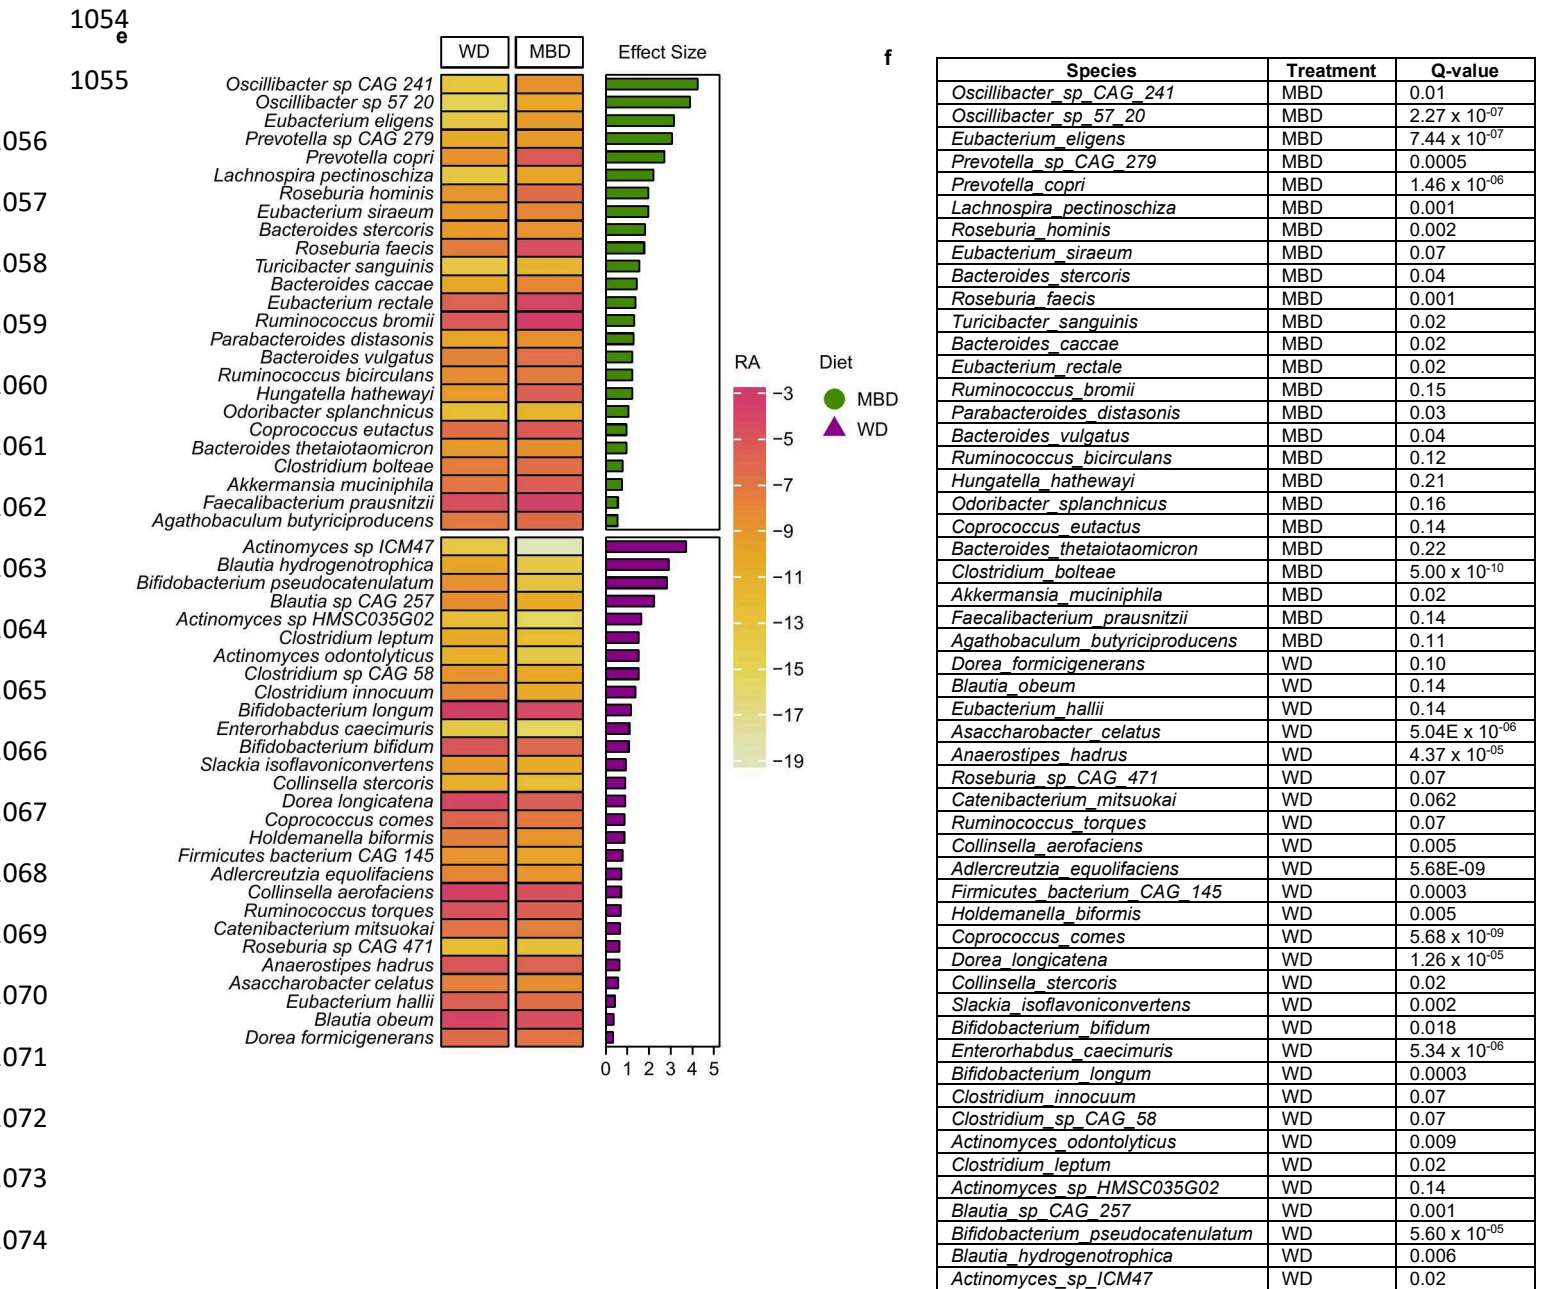 1054
e
WD MBD Effect Size
1055
Oscillibacter sp CAG 241
Oscillibacter sp 57 20
Eubacterium eligens
056
Prevotella sp CAG 279
Prevotella copri
Lachnospira pectinoschiza
Roseburia hominis
057
Eubacterium siraeum
Bacteroides stercoris
Roseburia faecis
058
Turicibacter sanguinis
Bacteroides caccae
Eubacterium rectale
Ruminococcus bromii
059
Parabacteroides distasonis
Bacteroides vulgatus
Ruminococcus bicirculans
060
Hungatella hathewayi
Odoribacter splanchnicus
Coprococcus eutactus
Bacteroides thetaiotaomicron
061
Clostridium bolteae
Akkermansia muciniphila
Faecalibacterium prausnitzii
062
Agathobaculum butyriciproducens
Actinomyces sp ICM47
Blautia hydrogenotrophica
063
Bifidobacterium pseudocatenulatum
Blautia sp CAG 257
Actinomyces sp HMSC035G02
064
Clostridium leptum
Actinomyces odontolyticus
Clostridium sp CAG 58
Clostridium innocuum
065
Bifidobacterium longum
Enterorhabdus caecimuris
Bifidobacterium bifidum
066
Slackia isoflavoniconvertens
Collinsella stercoris
Dorea longicatena
067
Coprococcus comes
Holdemanella biformis
Firmicutes bacterium CAG 145
Adlercreutzia equolifaciens
068
Collinsella aerofaciens
Ruminococcus torques
Catenibacterium mitsuokai
069
Roseburia sp CAG 471
Anaerostipes hadrus
Asaccharobacter celatus
070
Eubacterium hallii
Blautia obeum
Dorea formicigenerans
071
0 1 2 3 4 5
072
073
074
RA
−3
−5
−7
−9
−11
−13
−15
−17
−19
Diet
MBD
WD
f
Species Treatment Q-value
Oscillibacter_sp_CAG_241 MBD 0.01
Oscillibacter_sp_57_20 MBD 2.27 x 10-07
Eubacterium_eligens MBD 7.44 x 10-07
Prevotella_sp_CAG_279 MBD 0.0005
Prevotella_copri MBD 1.46 x 10-06
Lachnospira_pectinoschiza MBD 0.001
Roseburia_hominis MBD 0.002
Eubacterium_siraeum MBD 0.07
Bacteroides_stercoris MBD 0.04
Roseburia_faecis MBD 0.001
Turicibacter_sanguinis MBD 0.02
Bacteroides_caccae MBD 0.02
Eubacterium_rectale MBD 0.02
Ruminococcus_bromii MBD 0.15
Parabacteroides_distasonis MBD 0.03
Bacteroides_vulgatus MBD 0.04
Ruminococcus_bicirculans MBD 0.12
Hungatella_hathewayi MBD 0.21
Odoribacter_splanchnicus MBD 0.16
Coprococcus_eutactus MBD 0.14
Bacteroides_thetaiotaomicron MBD 0.22
Clostridium_bolteae MBD 5.00 x 10-10
Akkermansia_muciniphila MBD 0.02
Faecalibacterium_prausnitzii MBD 0.14
Agathobaculum_butyriciproducens MBD 0.11
Dorea_formicigenerans WD 0.10
Blautia_obeum WD 0.14
Eubacterium_hallii WD 0.14
Asaccharobacter_celatus WD 5.04E x 10-06
Anaerostipes_hadrus WD 4.37 x 10-05
Roseburia_sp_CAG_471 WD 0.07
Catenibacterium_mitsuokai WD 0.062
Ruminococcus_torques WD 0.07
Collinsella_aerofaciens WD 0.005
Adlercreutzia_equolifaciens WD 5.68E-09
Firmicutes_bacterium_CAG_145 WD 0.0003
Holdemanella_biformis WD 0.005
Coprococcus_comes WD 5.68 x 10-09
Dorea_longicatena WD 1.26 x 10-05
Collinsella_stercoris WD 0.02
Slackia_isoflavoniconvertens WD 0.002
Bifidobacterium_bifidum WD 0.018
Enterorhabdus_caecimuris WD 5.34 x 10-06
Bifidobacterium_longum WD 0.0003
Clostridium_innocuum WD 0.07
Clostridium_sp_CAG_58 WD 0.07
Actinomyces_odontolyticus WD 0.009
Clostridium_leptum WD 0.02
Actinomyces_sp_HMSC035G02 WD 0.14
Blautia_sp_CAG_257 WD 0.001
Bifidobacterium_pseudocatenulatum WD 5.60 x 10-05
Blautia_hydrogenotrophica WD 0.006
Actinomyces_sp_ICM47 WD 0.02